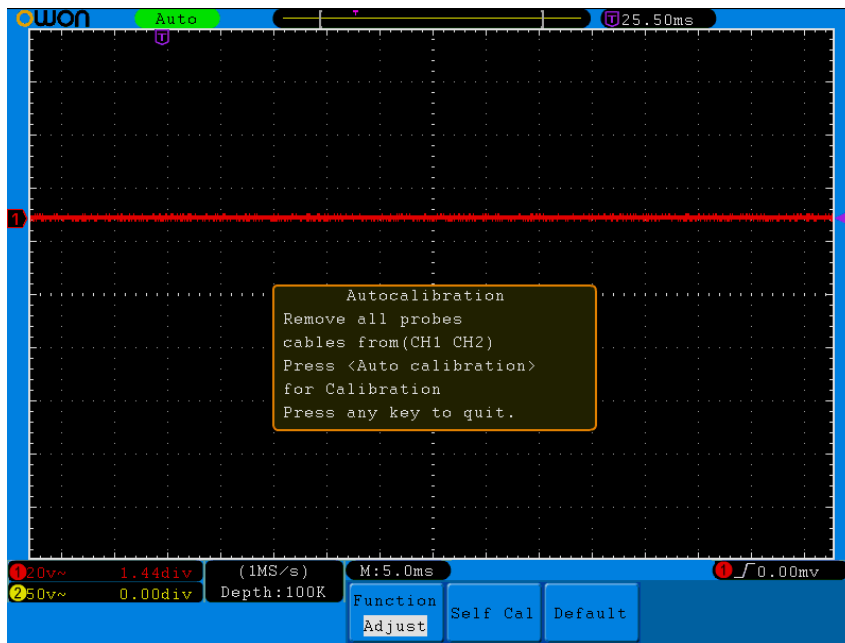 owon Auto T T 25.50ms
T
1
Autocalibration
Remove all probes
cables from(CH1 CH2)
Press <Auto calibration>
for Calibration
Press any key to quit.
1 20v~ 1.44div (1MS/s) M:5.0ms 1 0.00mv
2 50v~ 0.00div Depth:100K
Function Self Cal Default
Adjust